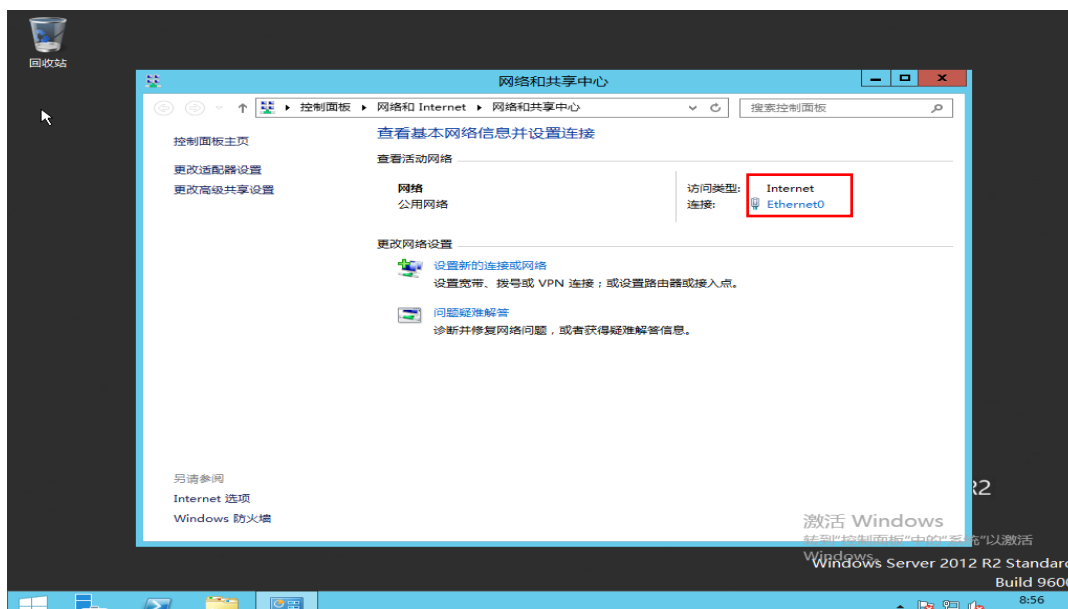 回收站
网络和共享中心
控制面板 网络和 Internet 网络和共享中心
搜索控制面板
控制面板主页
更改适配器设置
更改高级共享设置
查看基本网络信息并设置连接
查看活动网络
网络
公用网络
访问类型: Internet
连接: Ethernet0
更改网络设置
设置新的连接或网络
设置宽带、拨号或 VPN 连接；或设置路由器或接入点。
问题疑难解答
诊断并修复网络问题，或者获得疑难解答信息。
另请参阅
Internet 选项
Windows 防火墙
R2
激活 Windows
转到"控制面板"中的"系统"以激活
Windows。
Windows Server 2012 R2 Standard
Build 9600
8:56